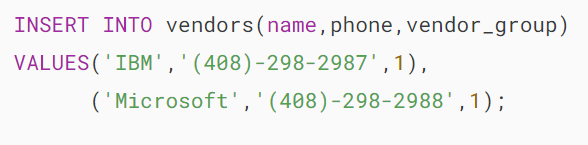 INSERT INTO vendors(name,phone,vendor_group)
VALUES('IBM','(408)-298-2987',1),
('Microsoft','(408)-298-2988',1);